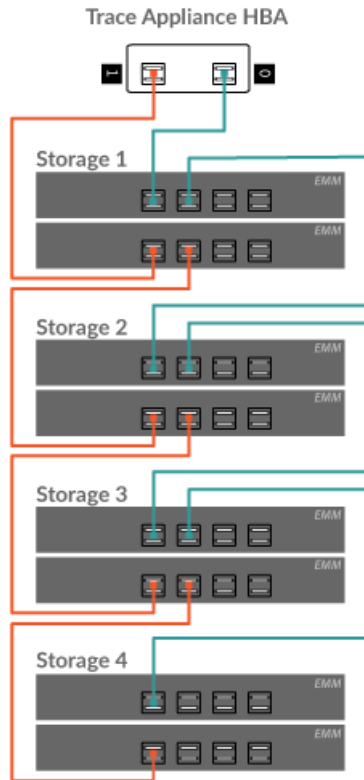 Trace Appliance HBA
1
0
Storage 1
EMM
EMM
Storage 2
EMM
EMM
Storage 3
EMM
EMM
Storage 4
EMM
EMM